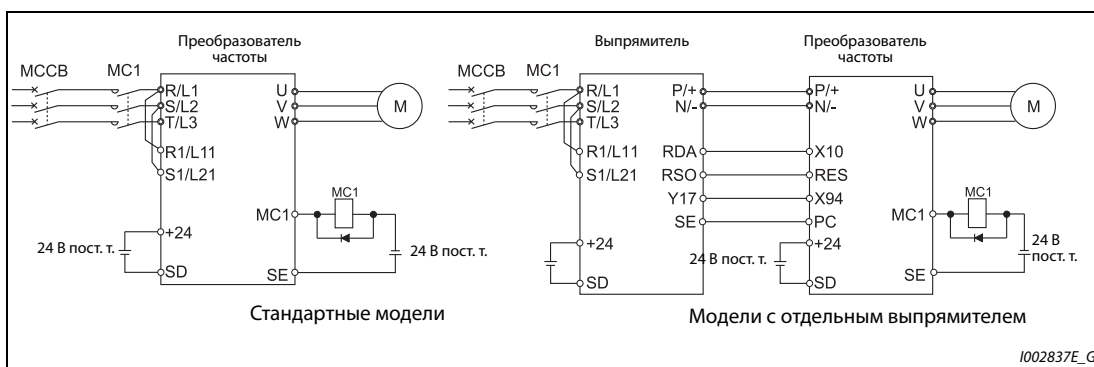 Преобразователь
частоты
MCCB
MC1
R/L1
S/L2
T/L3
R1/L11
S1/L21
U
V
W
M
MC1
MC1
+24
24 В пост. т.
SD
SE
24 В пост. т.
Стандартные модели
Выпрямитель
MCCB
MC1
R/L1
S/L2
T/L3
R1/L11
S1/L21
P/+
N/-
RDA
RSO
Y17
SE
+24
SD
Преобразователь
частоты
P/+
N/-
X10
RES
X94
PC
+24
24 В пост. т.
SD
U
V
W
M
MC1
MC1
SE
24 В
пост. т.
Модели с отдельным выпрямителем
I002837E_G